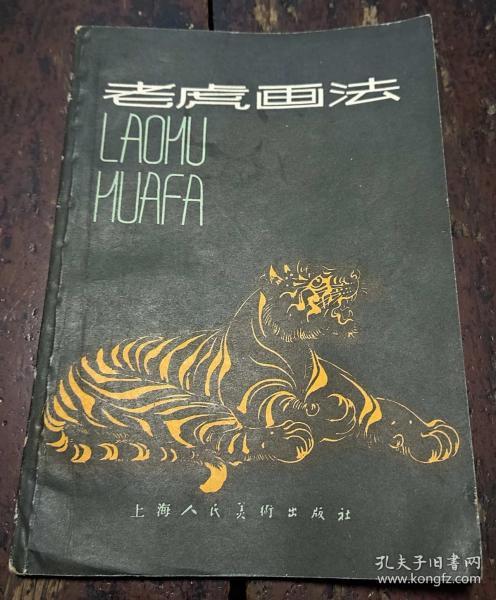 老虎画法
LAOHU
HUAFA
上海人民美術出版社
孔夫子旧书网
www.kongfz.com